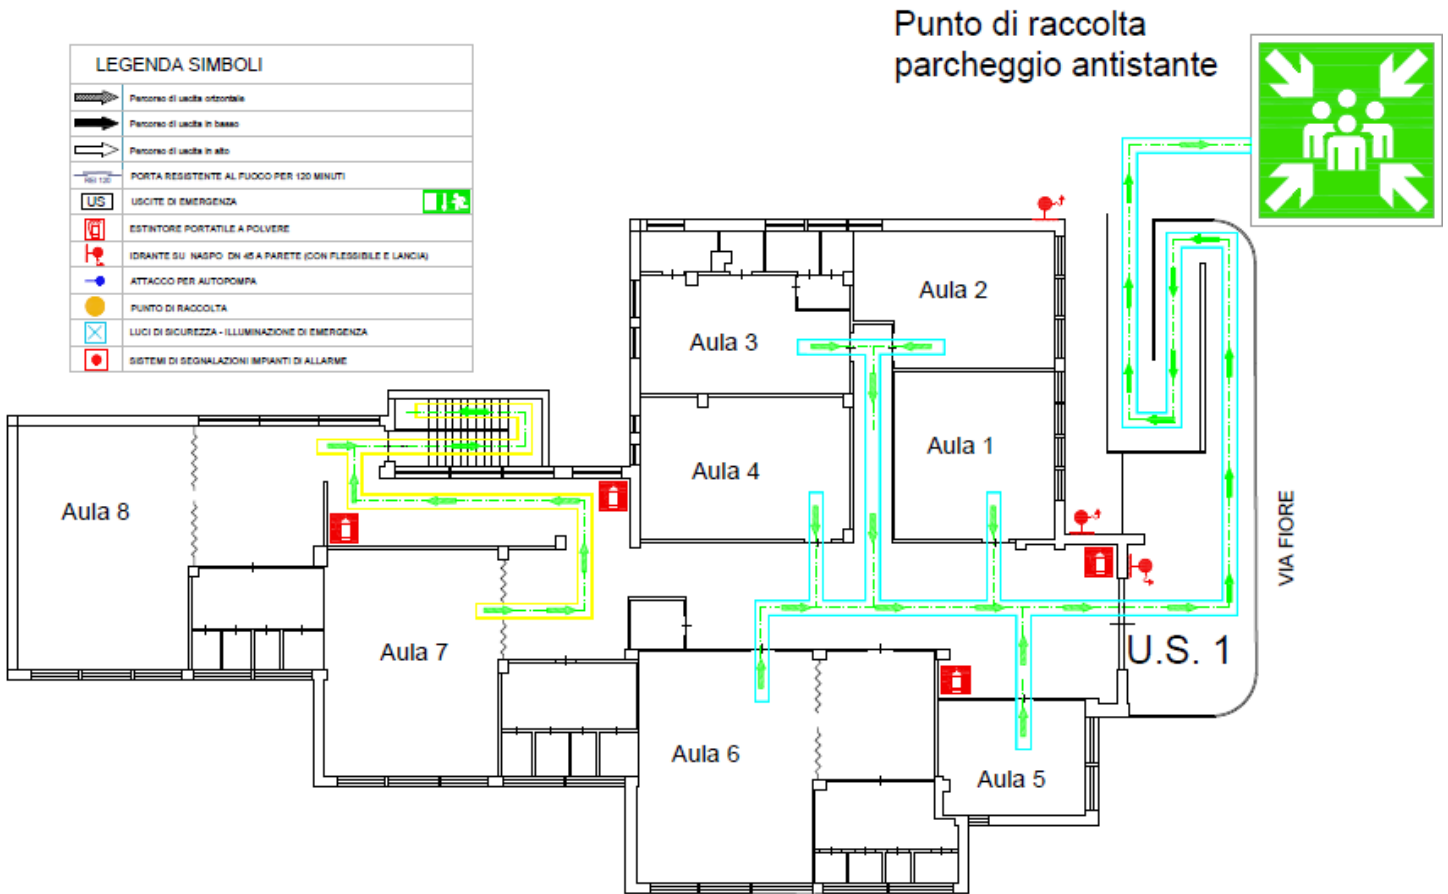 Punto di raccolta
parcheggio antistante
LEGENDA SIMBOLI
Percorso di uscita orizontale
Percorso di uscita in basso
Percorso di uscita in alto
REI 120 PORTA RESISTENTE AL FUOCO PER 120 MINUTI
US USCITE DI EMERGENZA
ESTINTORE PORTATILE A POLVERE
IDRANTE SU NASPO DN 45 A PARETE (CON FLESSIBILE E LANCIA)
ATTACCO PER AUTOPOMPA
PUNTO DI RACCOLTA
LUCI DI SICUREZZA - ILLUMINAZIONE DI EMERGENZA
SISTEMI DI SEGNALAZIONI IMPIANTI DI ALLARME
Aula 2
Aula 3
Aula 1
Aula 4
Aula 8
VIA FIORE
Aula 7
U.S. 1
Aula 6
Aula 5